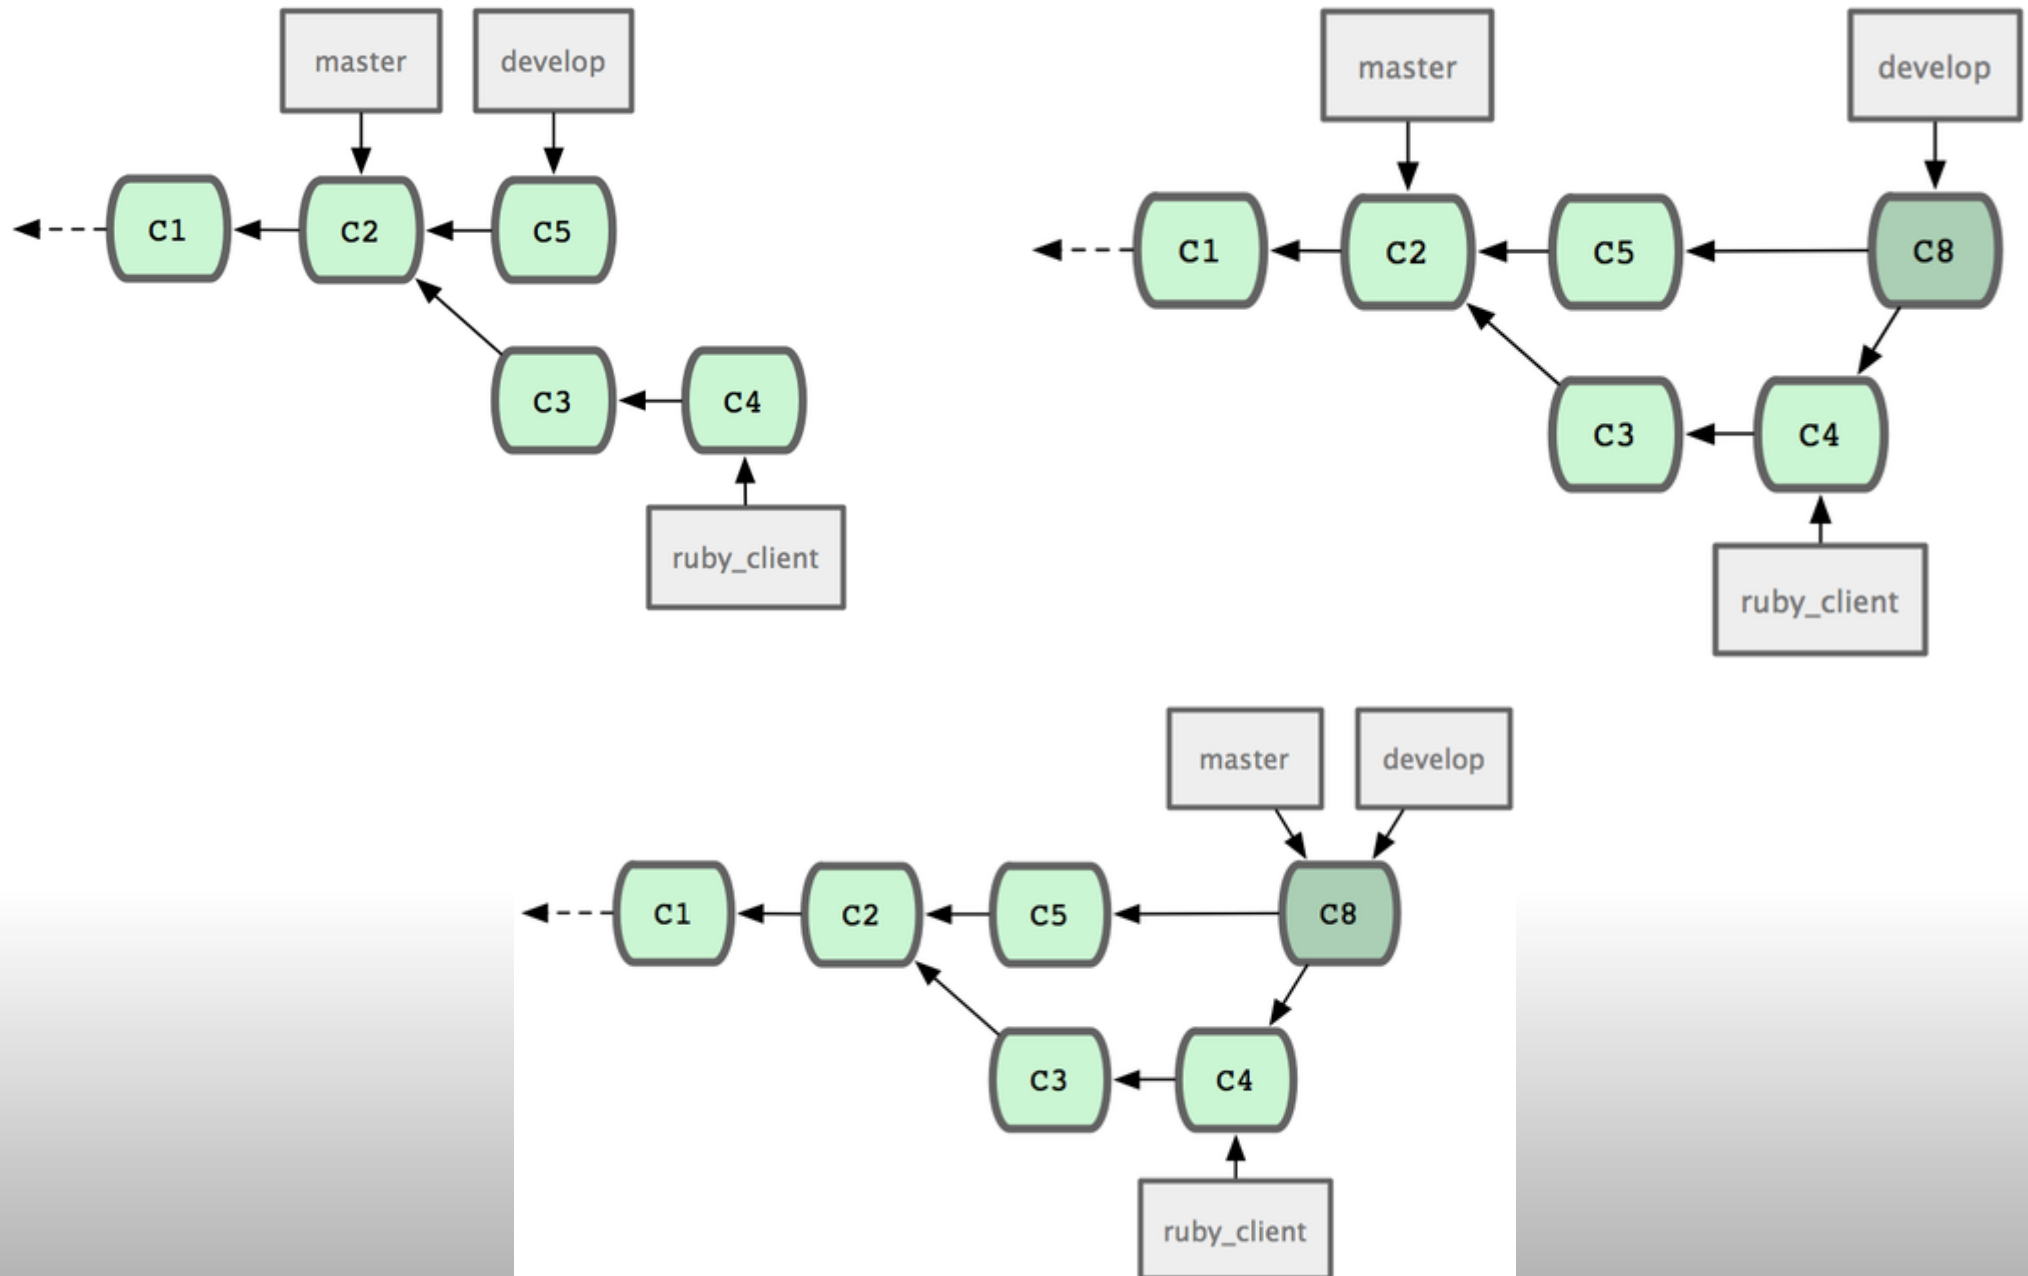 master
develop
C1
C2
C5
C3
C4
ruby_client
master
develop
C1
C2
C5
C8
C3
C4
ruby_client
master
develop
C1
C2
C5
C8
C3
C4
ruby_client